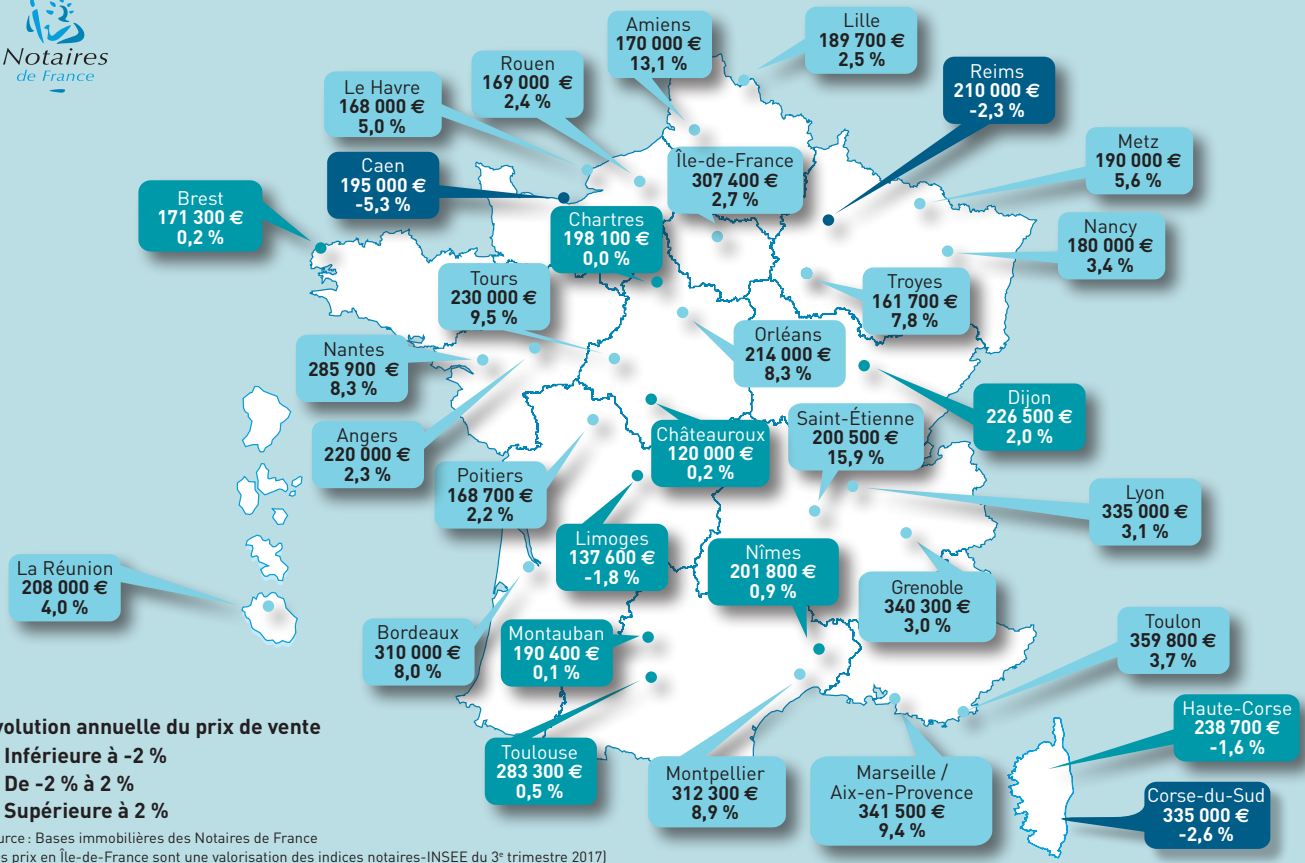 Notaires
de France
Amiens
170 000 €
13,1 %
Lille
189 700 €
2,5 %
Rouen
169 000 €
2,4 %
Reims
210 000 €
-2,3 %
Le Havre
168 000 €
5,0 %
Metz
190 000 €
5,6 %
Caen
195 000 €
-5,3 %
Île-de-France
307 400 €
2,7 %
Brest
171 300 €
0,2 %
Chartres
198 100 €
0,0 %
Nancy
180 000 €
3,4 %
Tours
230 000 €
9,5 %
Troyes
161 700 €
7,8 %
Orléans
214 000 €
8,3 %
Nantes
285 900 €
8,3 %
Dijon
226 500 €
2,0 %
Angers
220 000 €
2,3 %
Châteauroux
120 000 €
0,2 %
Saint-Étienne
200 500 €
15,9 %
Poitiers
168 700 €
2,2 %
Lyon
335 000 €
3,1 %
Limoges
137 600 €
-1,8 %
Nîmes
201 800 €
0,9 %
La Réunion
208 000 €
4,0 %
Grenoble
340 300 €
3,0 %
Bordeaux
310 000 €
8,0 %
Montauban
190 400 €
0,1 %
Toulon
359 800 €
3,7 %
Haute-Corse
238 700 €
-1,6 %
Toulouse
283 300 €
0,5 %
Montpellier
312 300 €
8,9 %
Marseille /
Aix-en-Provence
341 500 €
9,4 %
Corse-du-Sud
335 000 €
-2,6 %
volution annuelle du prix de vente
Inférieure à -2 %
De -2 % à 2 %
Supérieure à 2 %
urce : Bases immobilières des Notaires de France
s prix en Île-de-France sont une valorisation des indices notaires-INSEE du 3e trimestre 2017)